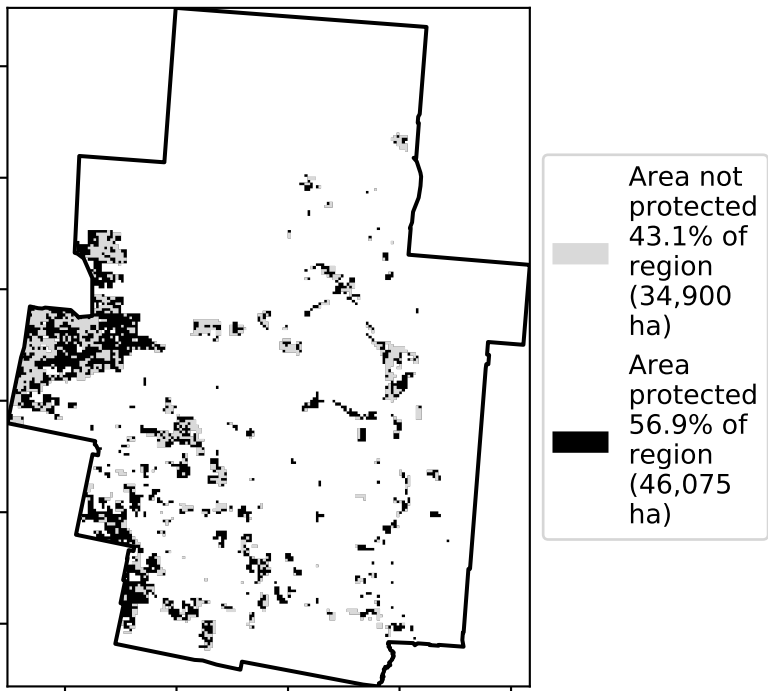 Area not
protected
43.1% of
region
(34,900
ha)
Area
protected
56.9% of
region
(46,075
ha)